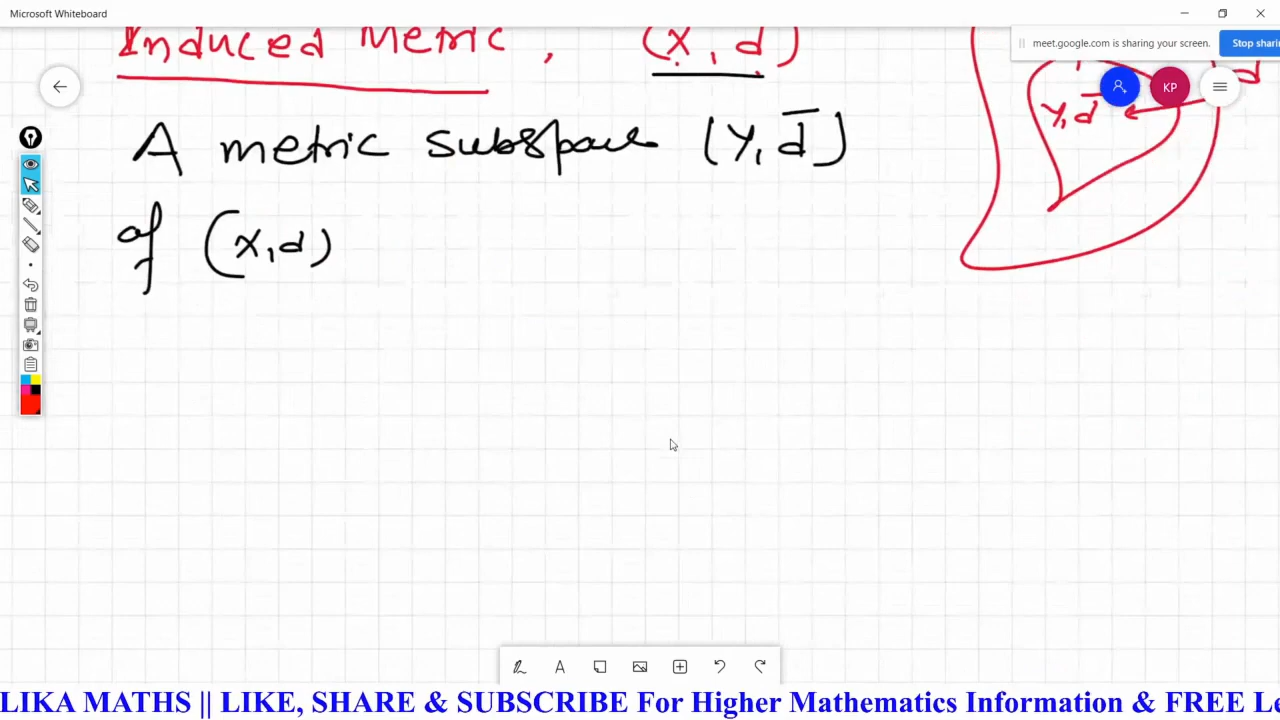 Microsoft Whiteboard
Induced Metric, (X, d)
meet.google.com is sharing your screen.
Stop sharin
KP
d
Y, d̅
A metric subspace (Y, d̅)
of (X, d)
LIKA MATHS || LIKE, SHARE & SUBSCRIBE For Higher Mathematics Information & FREE Le